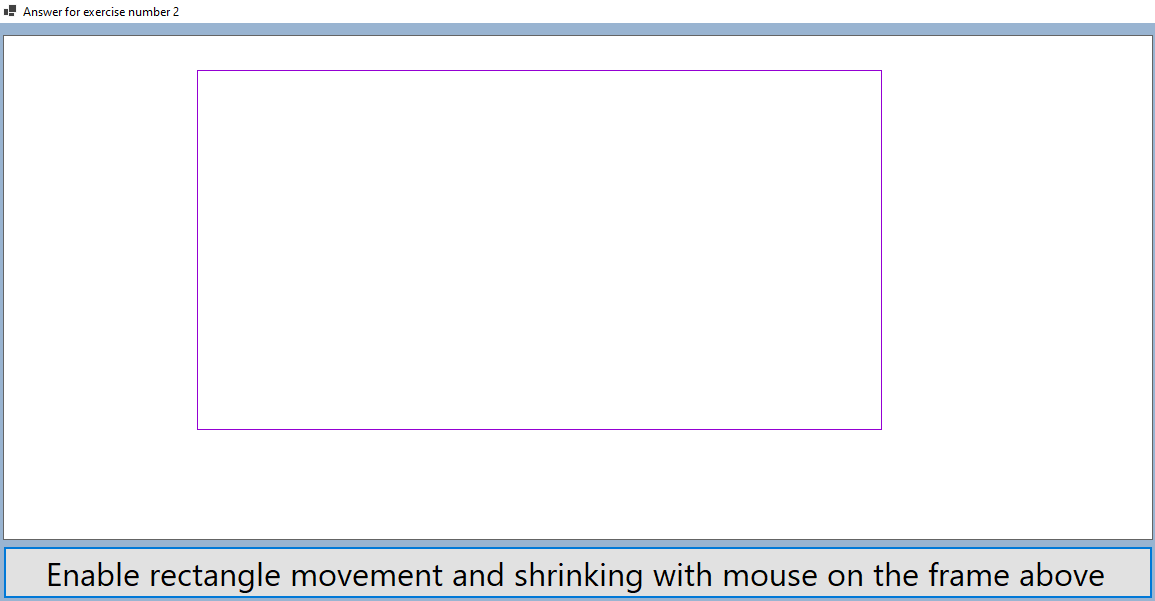 Answer for exercise number 2
Enable rectangle movement and shrinking with mouse on the frame above